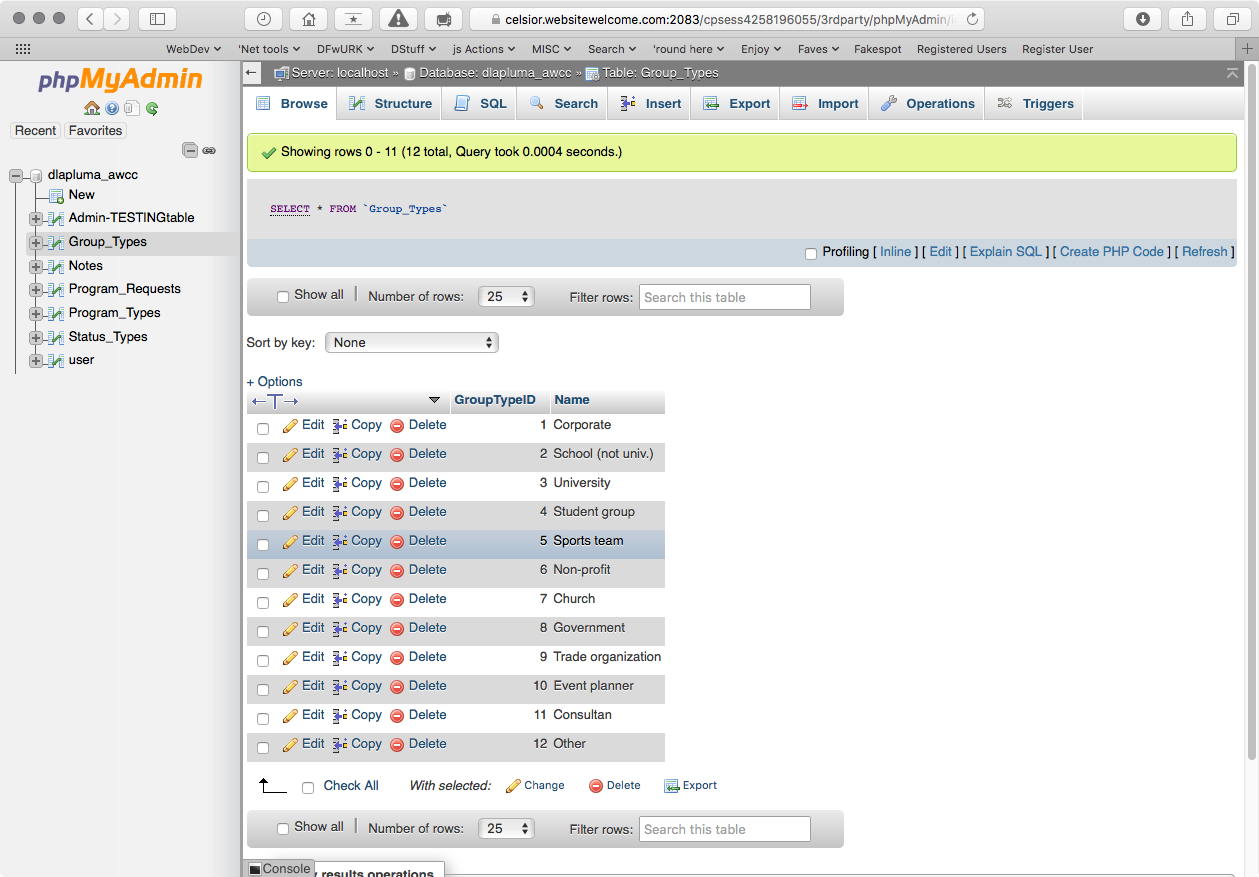 celsior.websitewelcome.com:2083/cpsess4258196055/3rdparty/phpMyAdmin/
WebDev 'Net tools DFwURK DStuff js Actions MISC Search 'round here Enjoy Faves Fakespot Registered Users Register User
phpMyAdmin
Recent Favorites
dlapluma_awcc
New
Admin-TESTINGtable
Group_Types
Notes
Program_Requests
Program_Types
Status_Types
user
Server: localhost » Database: dlapluma_awcc » Table: Group_Types
Browse Structure SQL Search Insert Export Import Operations Triggers
Showing rows 0 - 11 (12 total, Query took 0.0004 seconds.)
SELECT * FROM `Group_Types`
Profiling [ Inline ] [ Edit ] [ Explain SQL ] [ Create PHP Code ] [ Refresh ]
Show all | Number of rows: 25 Filter rows: Search this table
Sort by key: None
+ Options
←T→ GroupTypeID Name
Edit Copy Delete 1 Corporate
Edit Copy Delete 2 School (not univ.)
Edit Copy Delete 3 University
Edit Copy Delete 4 Student group
Edit Copy Delete 5 Sports team
Edit Copy Delete 6 Non-profit
Edit Copy Delete 7 Church
Edit Copy Delete 8 Government
Edit Copy Delete 9 Trade organization
Edit Copy Delete 10 Event planner
Edit Copy Delete 11 Consultan
Edit Copy Delete 12 Other
Check All With selected: Change Delete Export
Show all | Number of rows: 25 Filter rows: Search this table
Console
results operations